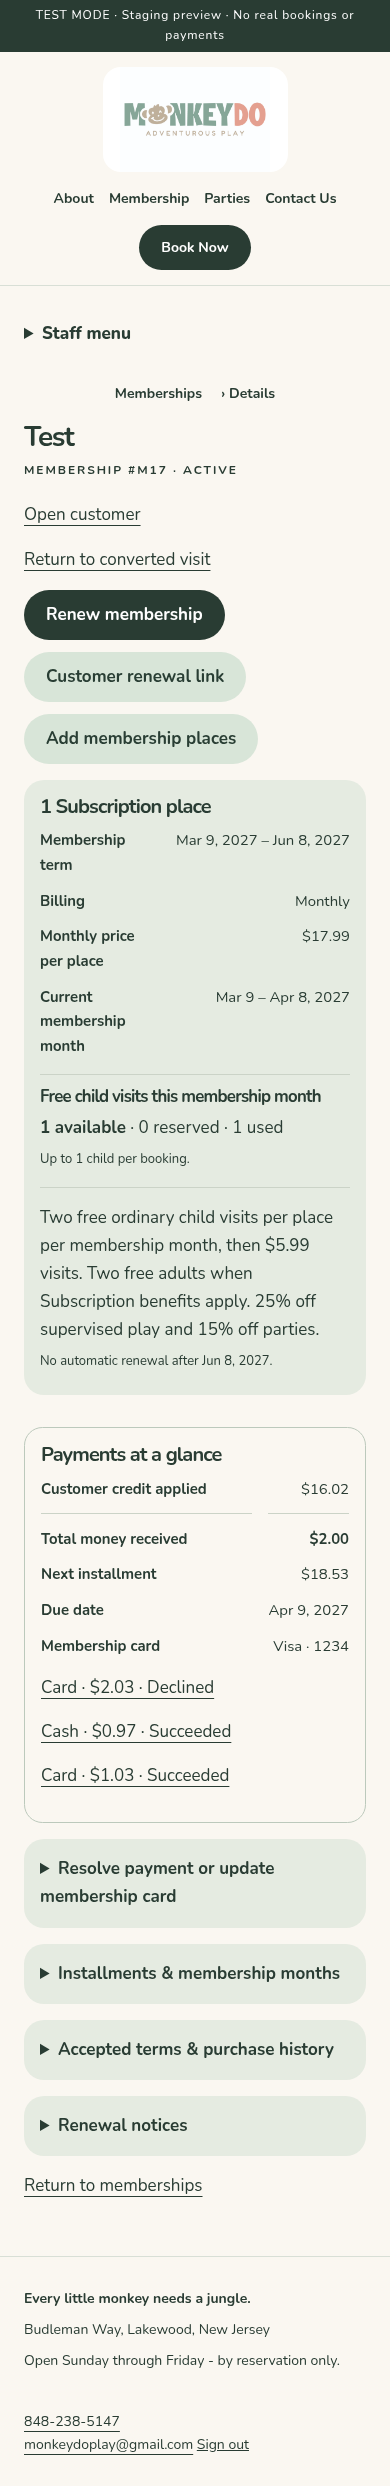 TEST MODE · Staging preview · No real bookings or
payments
MONKEYDO
ADVENTUROUS PLAY
About Membership Parties Contact Us
Book Now
▶ Staff menu
Memberships › Details
Test
MEMBERSHIP #M17 · ACTIVE
Open customer
Return to converted visit
Renew membership
Customer renewal link
Add membership places
1 Subscription place
Membership term Mar 9, 2027 – Jun 8, 2027
Billing Monthly
Monthly price per place $17.99
Current membership month Mar 9 – Apr 8, 2027
Free child visits this membership month
1 available · 0 reserved · 1 used
Up to 1 child per booking.
Two free ordinary child visits per place
per membership month, then $5.99
visits. Two free adults when
Subscription benefits apply. 25% off
supervised play and 15% off parties.
No automatic renewal after Jun 8, 2027.
Payments at a glance
Customer credit applied $16.02
Total money received $2.00
Next installment $18.53
Due date Apr 9, 2027
Membership card Visa · 1234
Card · $2.03 · Declined
Cash · $0.97 · Succeeded
Card · $1.03 · Succeeded
▶ Resolve payment or update
membership card
▶ Installments & membership months
▶ Accepted terms & purchase history
▶ Renewal notices
Return to memberships
Every little monkey needs a jungle.
Budleman Way, Lakewood, New Jersey
Open Sunday through Friday - by reservation only.
848-238-5147
monkeydoplay@gmail.com Sign out